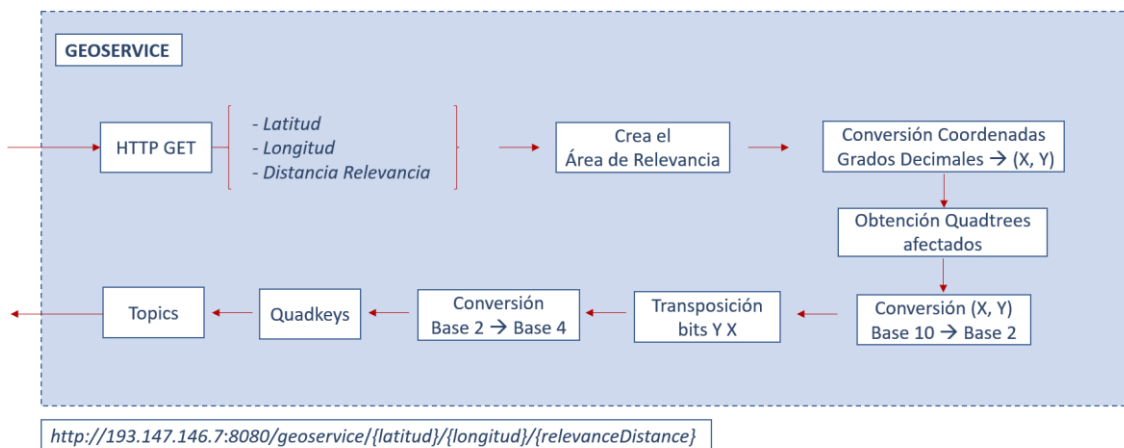 GEOSERVICE
HTTP GET
- Latitud
- Longitud
- Distancia Relevancia
Crea el
Área de Relevancia
Conversión Coordenadas
Grados Decimales → (X, Y)
Obtención Quadtrees
afectados
Conversión (X, Y)
Base 10 → Base 2
Transposición
bits Y X
Conversión
Base 2 → Base 4
Quadkeys
Topics
http://193.147.146.7:8080/geoservice/{latitud}/{longitud}/{relevanceDistance}